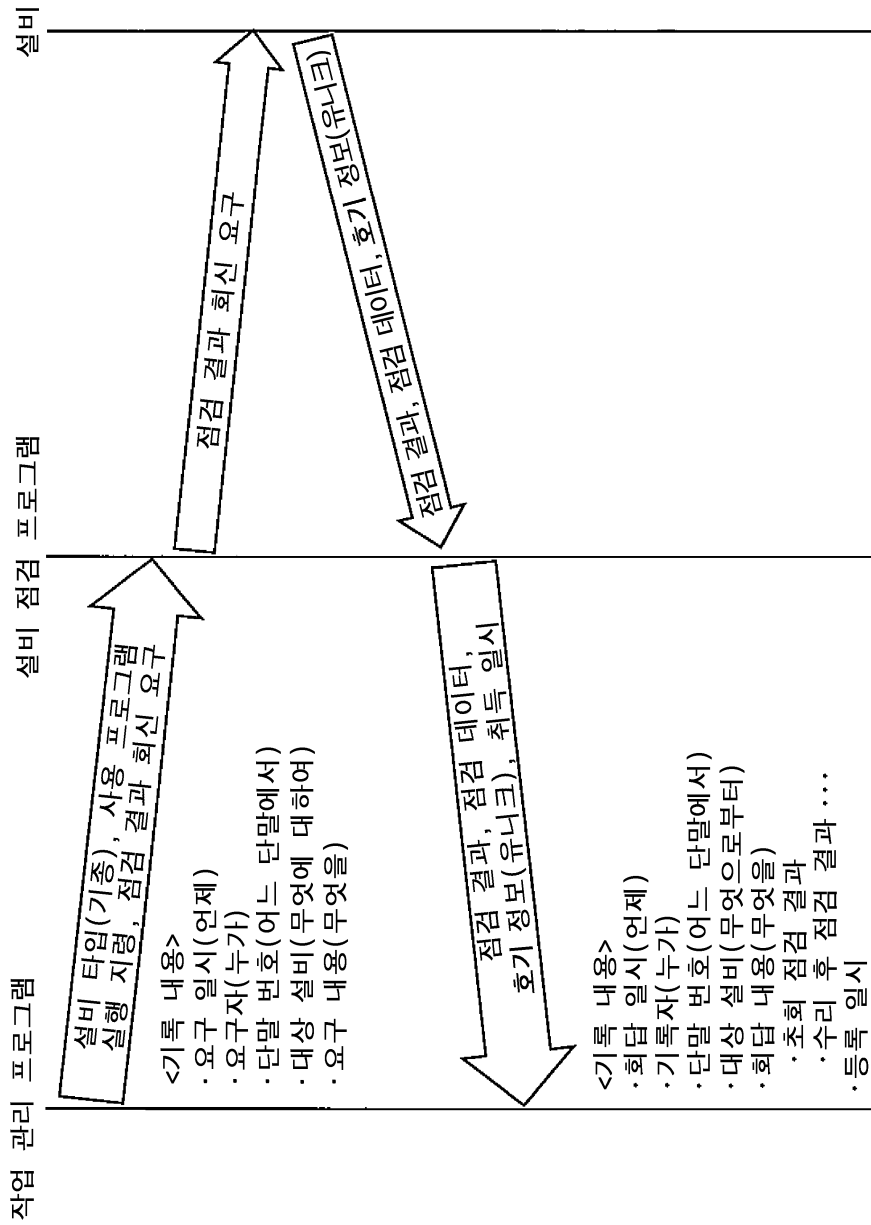 작업 관리 프로그램
설비 점검 프로그램
설비
설비 타입(기종), 사용 프로그램
실행 지령, 점검 결과 회신 요구
점검 결과 회신 요구
<기록 내용>
·요구 일시(언제)
·요구자(누가)
·단말 번호(어느 단말에서)
·대상 설비(무엇에 대하여)
·요구 내용(무엇을)
점검 결과, 점검 데이터, 호기 정보(유니크)
점검 결과, 점검 데이터,
호기 정보(유니크), 취득 일시
<기록 내용>
·회답 일시(언제)
·기록자(누가)
·단말 번호(어느 단말에서)
·대상 설비(무엇으로부터)
·회답 내용(무엇을)
·초회 점검 결과
·수리 후 점검 결과…
·등록 일시